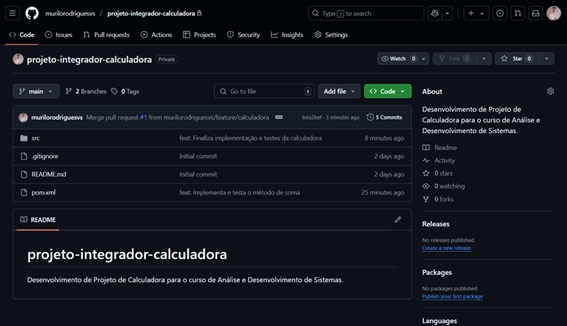 murilorodriguesvs / projeto-integrador-calculadora
Type / to search
Code
Issues
Pull requests
Actions
Projects
Security
Insights
Settings
projeto-integrador-calculadora
Private
Watch 0
Fork 0
Star 0
main
2 Branches
0 Tags
Go to file
t
Add file
Code
murilorodriguesvs Merge pull request #1 from murilorodriguesvs/feature/calculadora
3 minutes ago
5 Commits
src
feat: Finaliza implementação e testes da calculadora
8 minutes ago
.gitignore
Initial commit
2 days ago
README.md
Initial commit
2 days ago
pom.xml
feat: Implementa e testa o método de soma
25 minutes ago
README
projeto-integrador-calculadora
Desenvolvimento de Projeto de Calculadora para o curso de Análise e Desenvolvimento de Sistemas.
About
Desenvolvimento de Projeto de
Calculadora para o curso de Análise e
Desenvolvimento de Sistemas.
Readme
Activity
0 stars
0 watching
0 forks
Releases
No releases published
Create a new release
Packages
No packages published
Publish your first package
Languages